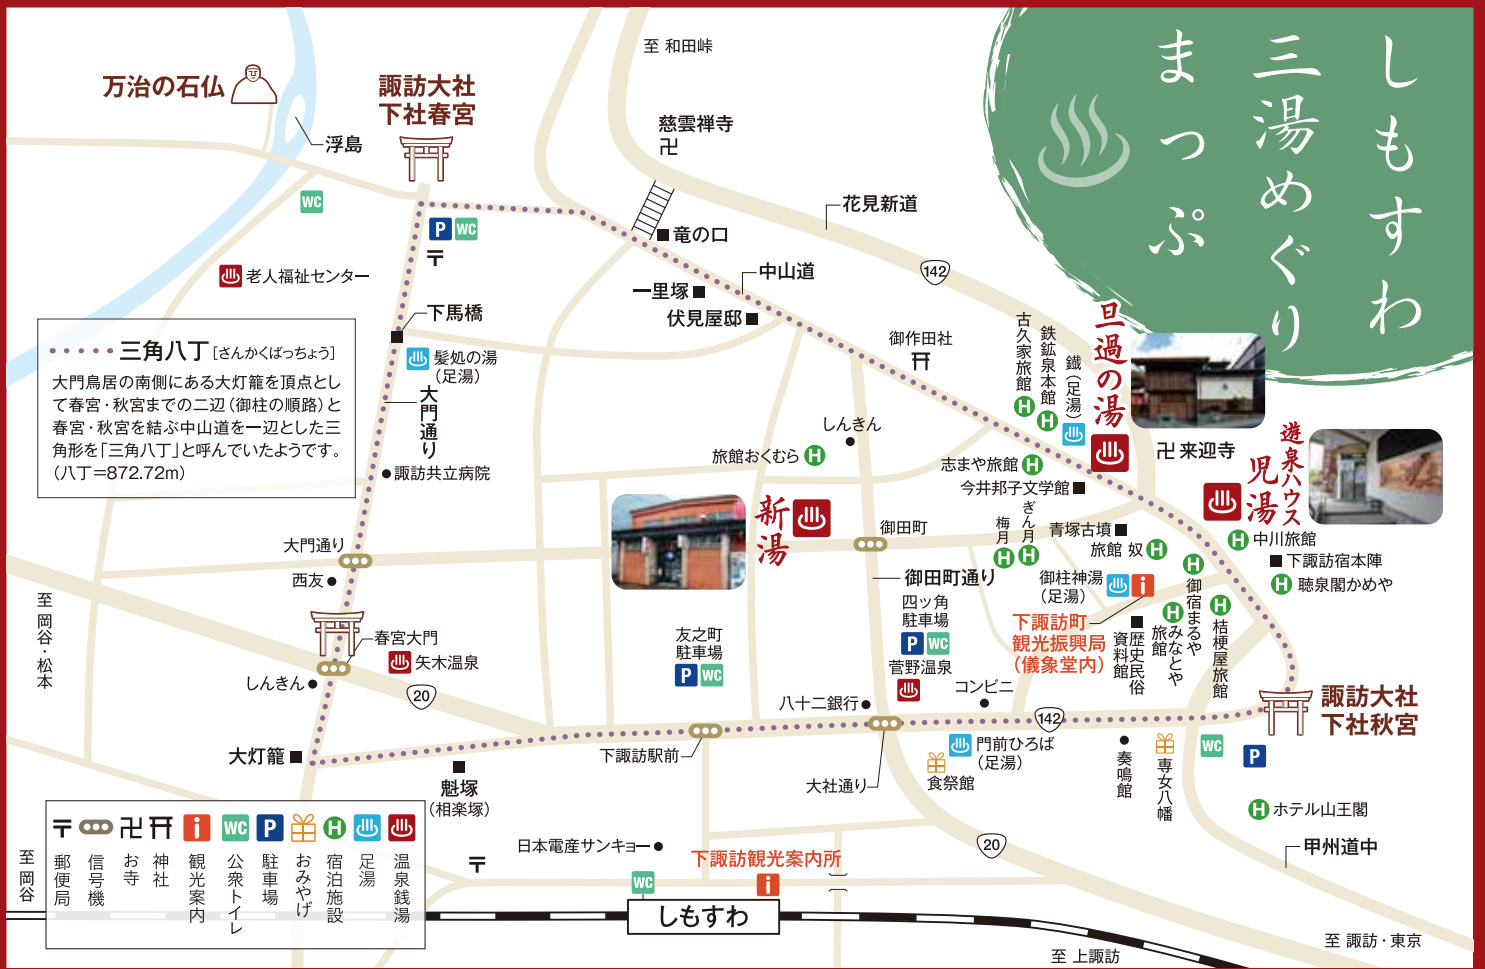 しもすわ
三湯めぐり
まっぷ
万治の石仏
諏訪大社
下社春宮
浮島
至 和田峠
慈雲禅寺
花見新道
竜の口
中山道
一里塚
伏見屋邸
142
WC
P
WC
老人福祉センター
下馬橋
髪処の湯
(足湯)
大門通り
諏訪共立病院
三角八丁[さんかくばっちょう]
大門鳥居の南側にある大灯籠を頂点とし
て春宮・秋宮までの二辺(御柱の順路)と
春宮・秋宮を結ぶ中山道を一辺とした三
角形を「三角八丁」と呼んでいたようです。
(八丁=872.72m)
御作田社
古久家旅館
H
鉄鉱泉本館
H
鐡(足湯)
旦過の湯
来迎寺
遊泉ハウス
児湯
しんきん
旅館おくむら
H
志まや旅館
H
今井邦子文学館
新湯
御田町
梅月
H
ぎん月
H
青塚古墳
旅館 奴
H
H
中川旅館
下諏訪宿本陣
H
聴泉閣かめや
大門通り
西友
御田町通り
御柱神湯
(足湯)
i
四ッ角
駐車場
P
WC
下諏訪町
観光振興局
(儀象堂内)
歴史民俗
資料館
H
御宿まるや
H
みなとや
旅館
H
桔梗屋旅館
至 岡谷・松本
春宮大門
矢木温泉
しんきん
20
友之町
駐車場
P
WC
菅野温泉
コンビニ
八十二銀行
142
諏訪大社
下社秋宮
大灯籠
魁塚
(相楽塚)
下諏訪駅前
大社通り
門前ひろば
(足湯)
食祭館
奏鳴館
専女八幡
WC
P
H
ホテル山王閣
20
甲州道中
日本電産サンキョー
下諏訪観光案内所
i
WC
しもすわ
至 岡谷
郵便局
信号機
お寺
神社
i
観光案内
WC
公衆トイレ
P
駐車場
おみやげ
H
宿泊施設
足湯
温泉銭湯
至 上諏訪
至 諏訪・東京